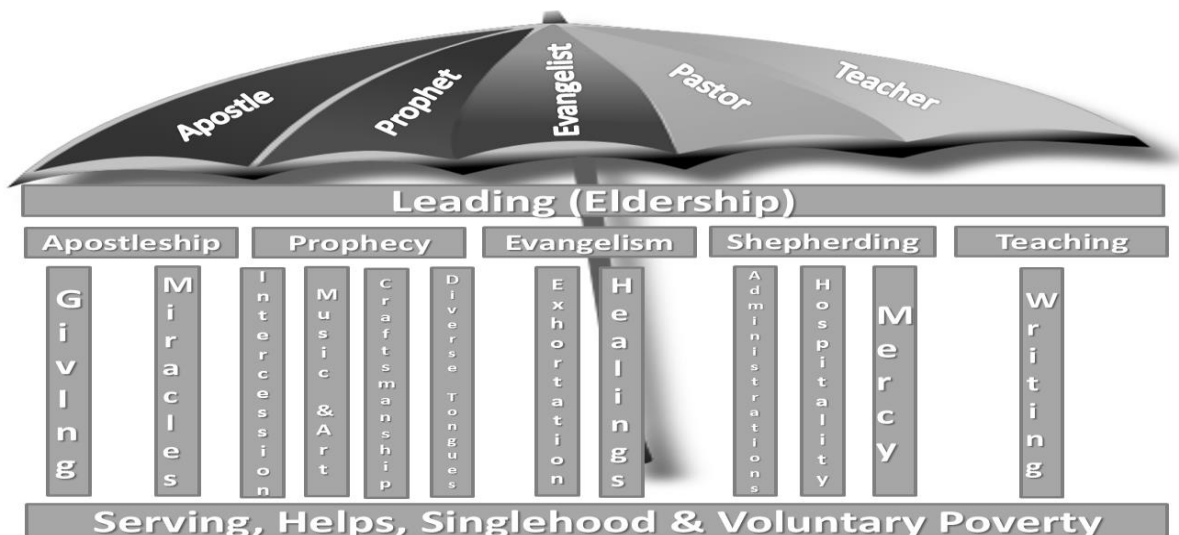 Apostle
Prophet
Evangelist
Pastor
Teacher
Leading (Eldership)
Apostleship
Prophecy
Evangelism
Shepherding
Teaching
GivIng
Miracles
Intercession
Music &Art
Craftsmanship
Diverse Tongues
Exhortation
Healings
Administrations
Hospitality
Mercy
Writing
Serving, Helps, Singlehood & Voluntary Poverty